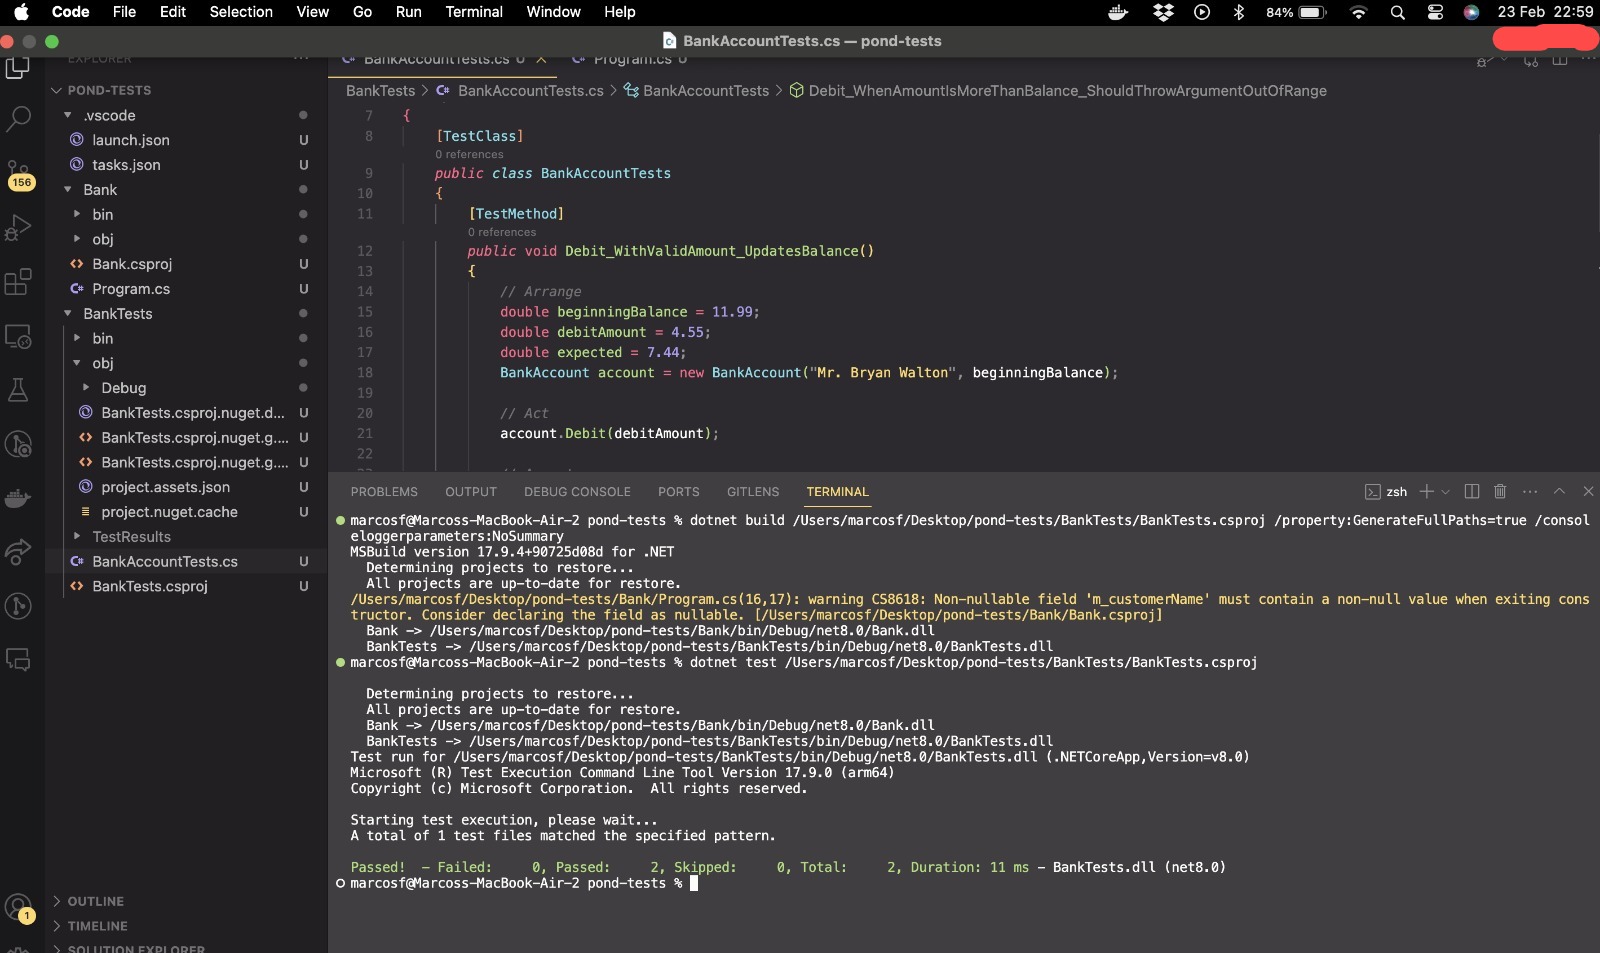 Code File Edit Selection View Go Run Terminal Window Help 84% 23 Feb 22:59
BankAccountTests.cs — pond-tests
EXPLORER
BankAccountTests.cs U
Program.cs U
BankTests > BankAccountTests.cs > BankAccountTests > Debit_WhenAmountIsMoreThanBalance_ShouldThrowArgumentOutOfRange
POND-TESTS
.vscode
launch.json U
tasks.json U
156
Bank
bin
obj
Bank.csproj U
Program.cs U
BankTests
bin
obj
Debug
BankTests.csproj.nuget.d... U
BankTests.csproj.nuget.g.... U
BankTests.csproj.nuget.g.... U
project.assets.json U
project.nuget.cache U
TestResults
BankAccountTests.cs U
BankTests.csproj U
1
OUTLINE
TIMELINE
SOLUTION EXPLORER
7 {
8 [TestClass]
0 references
9 public class BankAccountTests
10 {
11 [TestMethod]
0 references
12 public void Debit_WithValidAmount_UpdatesBalance()
13 {
14 // Arrange
15 double beginningBalance = 11.99;
16 double debitAmount = 4.55;
17 double expected = 7.44;
18 BankAccount account = new BankAccount("Mr. Bryan Walton", beginningBalance);
19
20 // Act
21 account.Debit(debitAmount);
22
PROBLEMS OUTPUT DEBUG CONSOLE PORTS GITLENS TERMINAL zsh
marcosf@Marcoss-MacBook-Air-2 pond-tests % dotnet build /Users/marcosf/Desktop/pond-tests/BankTests/BankTests.csproj /property:GenerateFullPaths=true /consol
eloggerparameters:NoSummary
MSBuild version 17.9.4+90725d08d for .NET
Determining projects to restore...
All projects are up-to-date for restore.
/Users/marcosf/Desktop/pond-tests/Bank/Program.cs(16,17): warning CS8618: Non-nullable field 'm_customerName' must contain a non-null value when exiting cons
tructor. Consider declaring the field as nullable. [/Users/marcosf/Desktop/pond-tests/Bank/Bank.csproj]
Bank -> /Users/marcosf/Desktop/pond-tests/Bank/bin/Debug/net8.0/Bank.dll
BankTests -> /Users/marcosf/Desktop/pond-tests/BankTests/bin/Debug/net8.0/BankTests.dll
marcosf@Marcoss-MacBook-Air-2 pond-tests % dotnet test /Users/marcosf/Desktop/pond-tests/BankTests/BankTests.csproj
Determining projects to restore...
All projects are up-to-date for restore.
Bank -> /Users/marcosf/Desktop/pond-tests/Bank/bin/Debug/net8.0/Bank.dll
BankTests -> /Users/marcosf/Desktop/pond-tests/BankTests/bin/Debug/net8.0/BankTests.dll
Test run for /Users/marcosf/Desktop/pond-tests/BankTests/bin/Debug/net8.0/BankTests.dll (.NETCoreApp,Version=v8.0)
Microsoft (R) Test Execution Command Line Tool Version 17.9.0 (arm64)
Copyright (c) Microsoft Corporation. All rights reserved.
Starting test execution, please wait...
A total of 1 test files matched the specified pattern.
Passed! - Failed: 0, Passed: 2, Skipped: 0, Total: 2, Duration: 11 ms - BankTests.dll (net8.0)
marcosf@Marcoss-MacBook-Air-2 pond-tests %